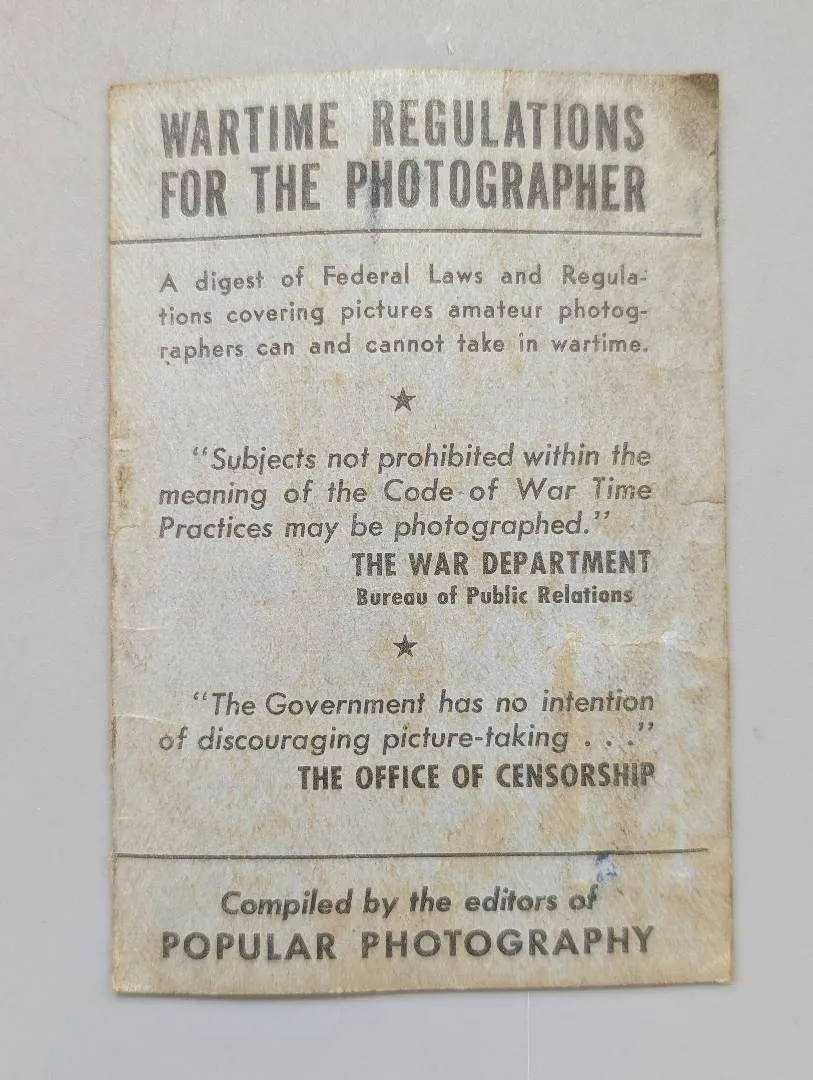 WARTIME REGULATIONS
FOR THE PHOTOGRAPHER
A digest of Federal Laws and Regula-
tions covering pictures amateur photog-
raphers can and cannot take in wartime.
"Subjects not prohibited within the
meaning of the Code of War Time
Practices may be photographed."
THE WAR DEPARTMENT
Bureau of Public Relations
"The Government has no intention
of discouraging picture-taking . . ."
THE OFFICE OF CENSORSHIP
Compiled by the editors of
POPULAR PHOTOGRAPHY